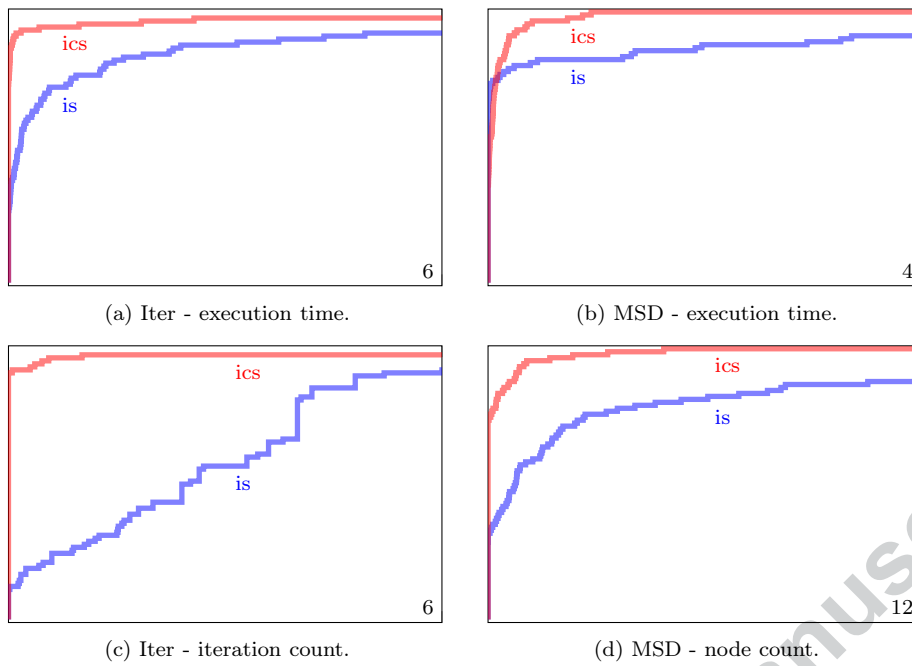 ics
is
6
(a) Iter - execution time.
ics
is
4
(b) MSD - execution time.
ics
is
6
(c) Iter - iteration count.
ics
is
12
(d) MSD - node count.